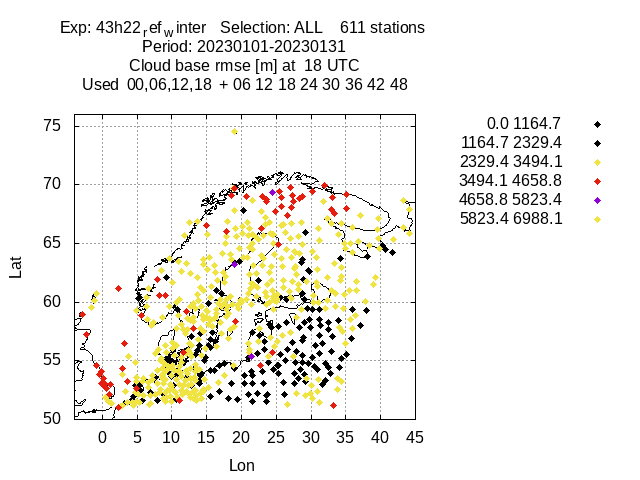 Exp: 43h22refwinter Selection: ALL 611 stations
Period: 20230101-20230131
Cloud base rmse [m] at 18 UTC
Used 00,06,12,18 + 06 12 18 24 30 36 42 48
0.0 1164.7
1164.7 2329.4
2329.4 3494.1
3494.1 4658.8
4658.8 5823.4
5823.4 6988.1
75
70
65
60
55
50
Lat
0 5 10 15 20 25 30 35 40 45
Lon